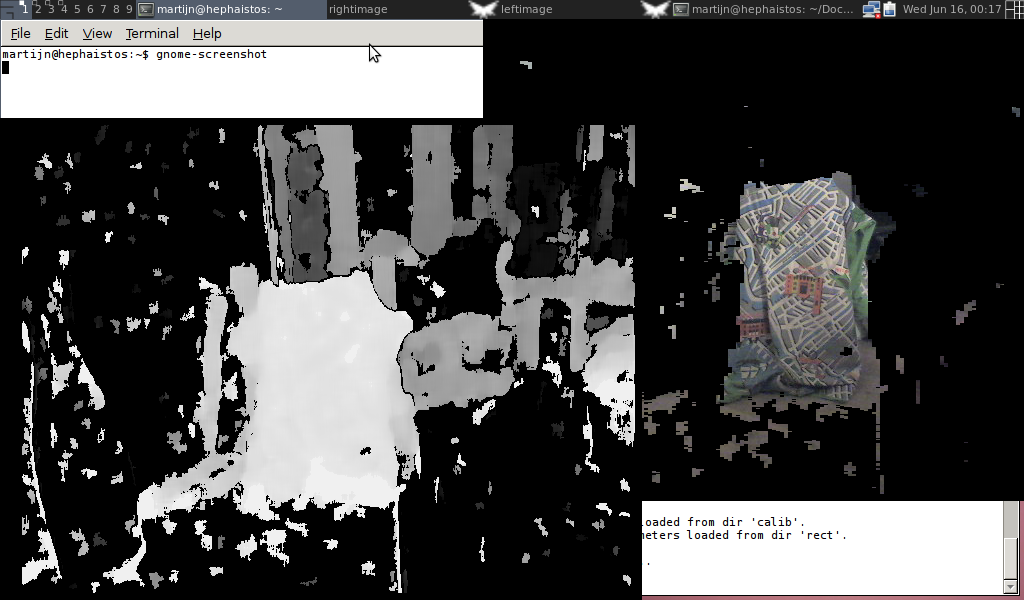 1 2 3 4 5 6 7 8 9 martijn@hephaistos: ~ rightimage leftimage martijn@hephaistos: ~/Doc... Wed Jun 16, 00:17
File Edit View Terminal Help
martijn@hephaistos:~$ gnome-screenshot
loaded from dir 'calib'.
meters loaded from dir 'rect'.
.